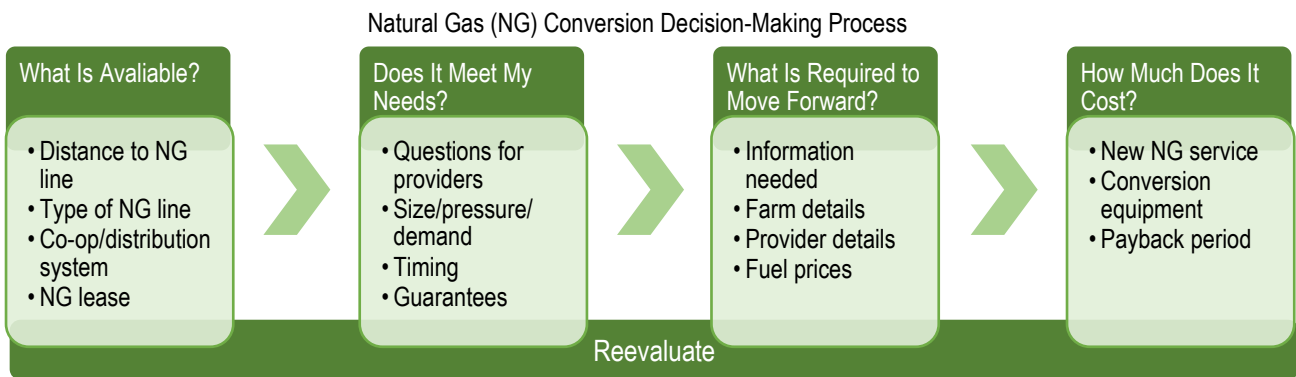 Natural Gas (NG) Conversion Decision-Making Process
What Is Avaliable?
• Distance to NG
line
• Type of NG line
• Co-op/distribution
system
• NG lease
Does It Meet My
Needs?
• Questions for
providers
• Size/pressure/
demand
• Timing
• Guarantees
What Is Required to
Move Forward?
• Information
needed
• Farm details
• Provider details
• Fuel prices
How Much Does It
Cost?
• New NG service
• Conversion
equipment
• Payback period
Reevaluate